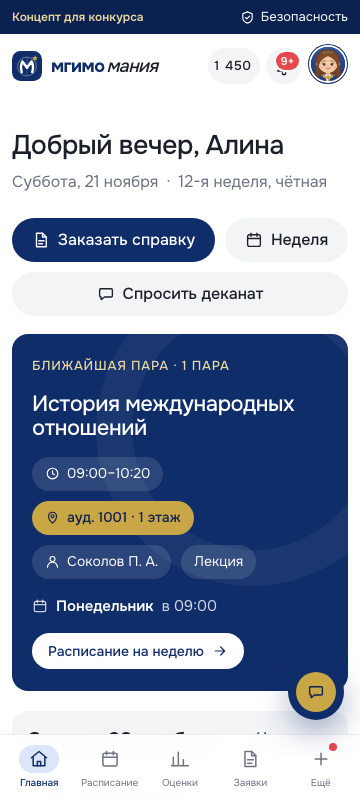 Концепт для конкурса
Безопасность
М
мгимо мания
1 450
9+
Добрый вечер, Алина
Суббота, 21 ноября · 12-я неделя, чётная
Заказать справку
Неделя
Спросить деканат
БЛИЖАЙШАЯ ПАРА · 1 ПАРА
История международных
отношений
09:00–10:20
ауд. 1001 · 1 этаж
Соколов П. А.
Лекция
Понедельник в 09:00
Расписание на неделю →
Главная
Расписание
Оценки
Заявки
Ещё